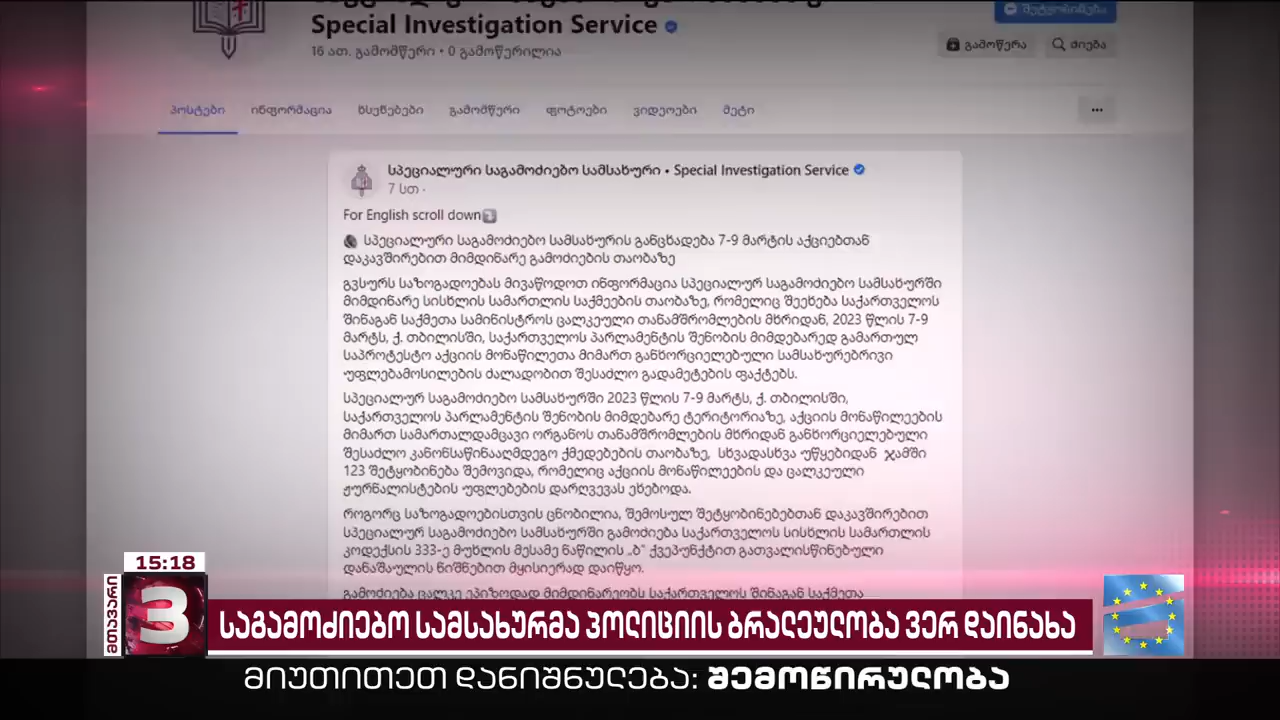 Special Investigation Service
შეტყობინება
16 ათ. გამომწერი • 0 გამოწერილია
გამოწერა
ძიება
პოსტები
ინფორმაცია
ხსენებები
გამომწერი
ფოტოები
ვიდეოები
მეტი
სპეციალური საგამოძიებო სამსახური • Special Investigation Service
7 სთ ·
For English scroll down
სპეციალური საგამოძიებო სამსახურის განცხადება 7-9 მარტის აქციებთან
დაკავშირებით მიმდინარე გამოძიების თაობაზე
გვსურს საზოგადოებას მივაწოდოთ ინფორმაცია სპეციალურ საგამოძიებო სამსახურში
მიმდინარე სისხლის სამართლის საქმეების თაობაზე, რომელიც შეეხება საქართველოს
შინაგან საქმეთა სამინისტროს ცალკეული თანამშრომლების მხრიდან, 2023 წლის 7-9
მარტს, ქ. თბილისში, საქართველოს პარლამენტის შენობის მიმდებარედ გამართულ
საპროტესტო აქციის მონაწილეთა მიმართ განხორციელებული სამსახურებრივი
უფლებამოსილების ძალადობით შესაძლო გადამეტების ფაქტებს.
სპეციალურ საგამოძიებო სამსახურში 2023 წლის 7-9 მარტს, ქ. თბილისში,
საქართველოს პარლამენტის შენობის მიმდებარე ტერიტორიაზე, აქციის მონაწილეების
მიმართ სამართალდამცავი ორგანოს თანამშრომლების მხრიდან განხორციელებული
შესაძლო კანონსაწინააღმდეგო ქმედებების თაობაზე, სხვადასხვა უწყებიდან ჯამში
123 შეტყობინება შემოვიდა, რომელიც აქციის მონაწილეების და ცალკეული
ჟურნალისტების უფლებების დარღვევას ეხებოდა.
როგორც საზოგადოებისთვის ცნობილია, შემოსულ შეტყობინებებთან დაკავშირებით
სპეციალურ საგამოძიებო სამსახურში გამოძიება საქართველოს სისხლის სამართლის
კოდექსის 333-ე მუხლის მესამე ნაწილის „ბ“ ქვეპუნქტით გათვალისწინებული
დანაშაულის ნიშნებით მყისიერად დაიწყო.
გამოძიება ცალკე ეპიზოდად მიმდინარეობს საქართველოს შინაგან საქმეთა
15:18
მთავარი
3
საგამოძიებო სამსახურმა პოლიციის ბრალეულობა ვერ დაინახა
მიუთითეთ დანიშნულება: შემოწირულობა